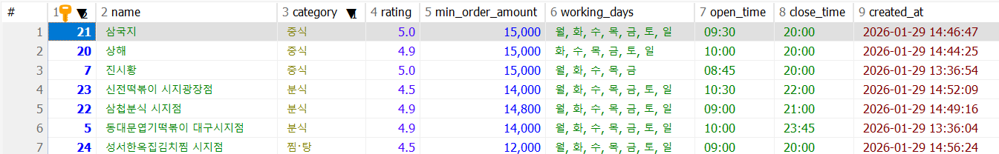 # 1 2 2 name 3 category 1 4 rating 5 min_order_amount 6 working_days 7 open_time 8 close_time 9 created_at
1 21 삼국지 중식 5.0 15,000 월, 화, 수, 목, 금, 토, 일 09:30 20:00 2026-01-29 14:46:47
2 20 상해 중식 4.9 15,000 화, 수, 목, 금, 토, 일 10:00 20:00 2026-01-29 14:44:25
3 7 진시황 중식 5.0 15,000 월, 화, 수, 목, 금 08:45 20:00 2026-01-29 13:36:54
4 23 신전떡볶이 시지광장점 분식 4.5 14,000 월, 화, 수, 목, 금, 토, 일 10:30 22:00 2026-01-29 14:52:09
5 22 삼첩분식 시지점 분식 4.9 14,800 월, 화, 수, 목, 금, 토, 일 09:00 21:00 2026-01-29 14:49:16
6 5 동대문엽기떡볶이 대구시지점 분식 4.9 14,000 월, 화, 수, 목, 금, 토, 일 10:00 23:45 2026-01-29 13:36:04
7 24 성서한옥집김치찜 시지점 찜·탕 4.5 12,000 월, 화, 수, 목, 금, 토, 일 09:00 20:00 2026-01-29 14:56:24